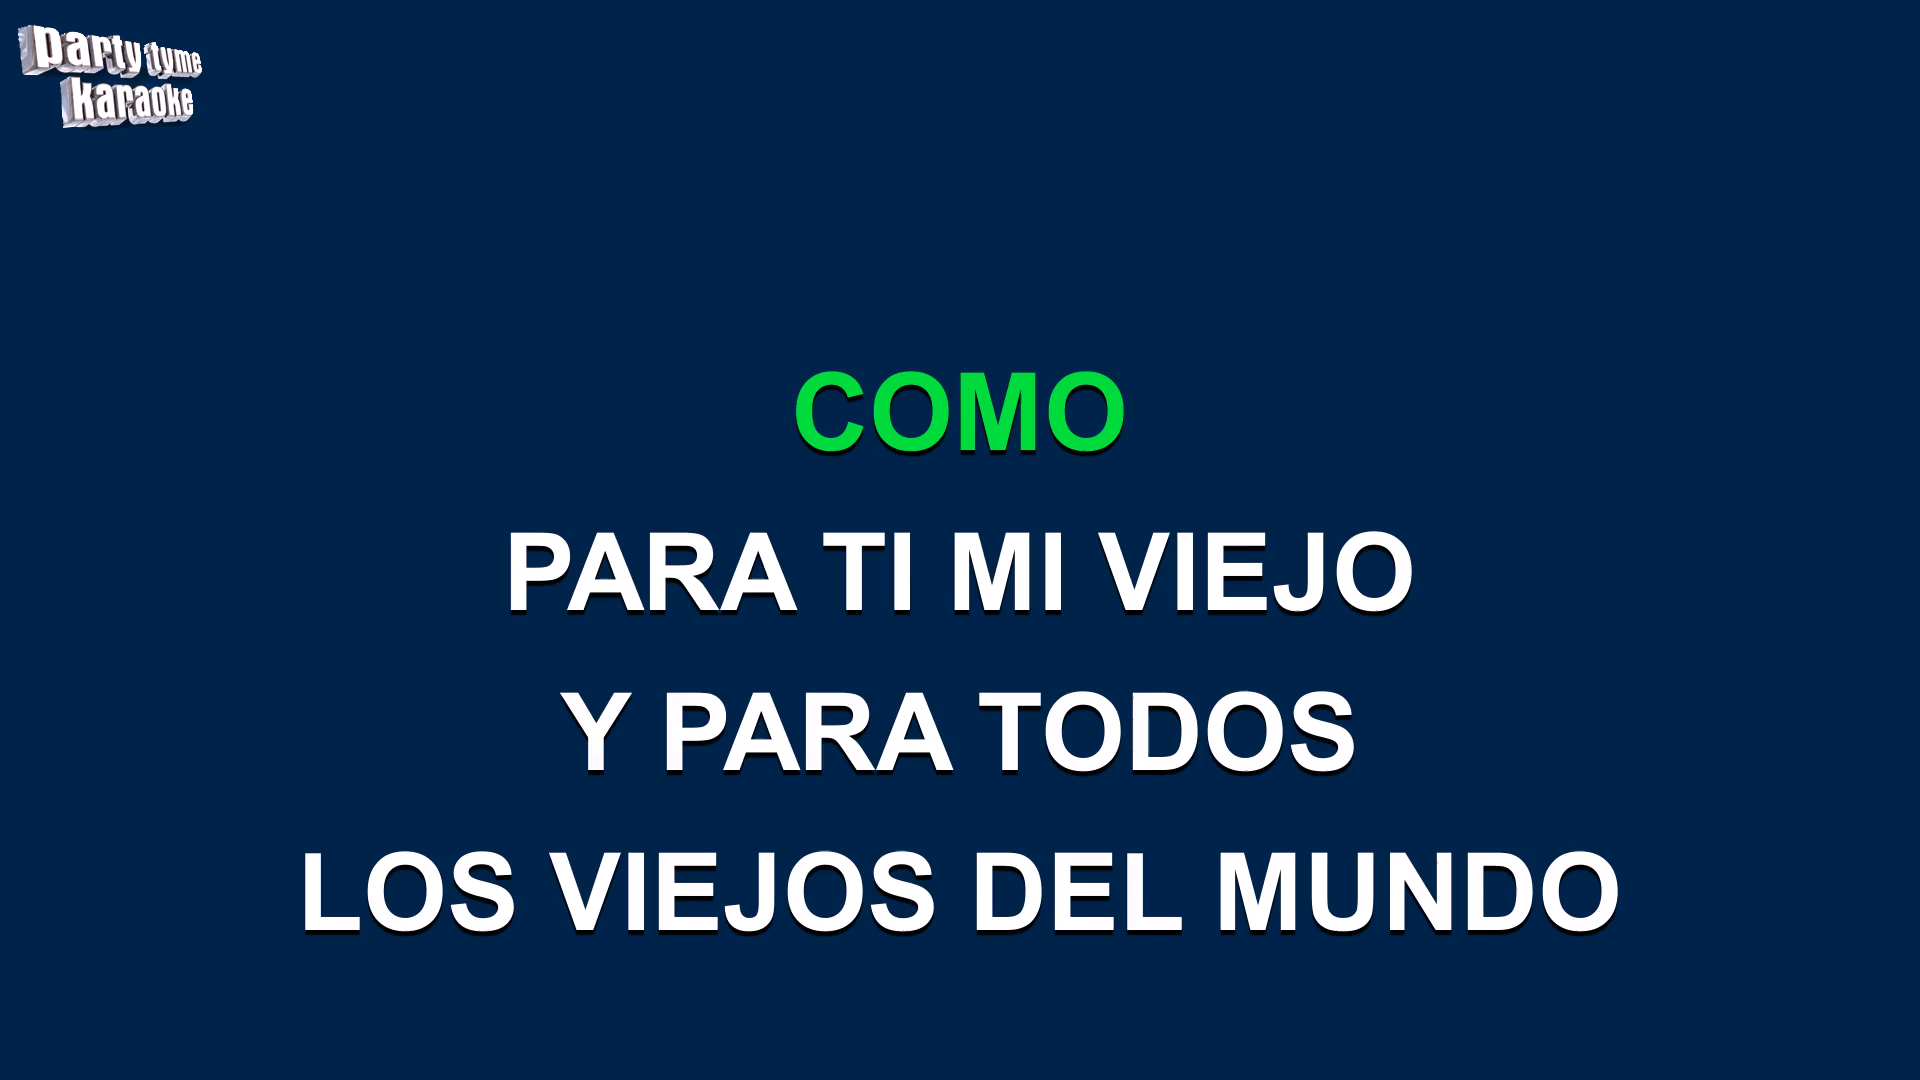 party tyme
karaoke
COMO
PARA TI MI VIEJO
Y PARA TODOS
LOS VIEJOS DEL MUNDO